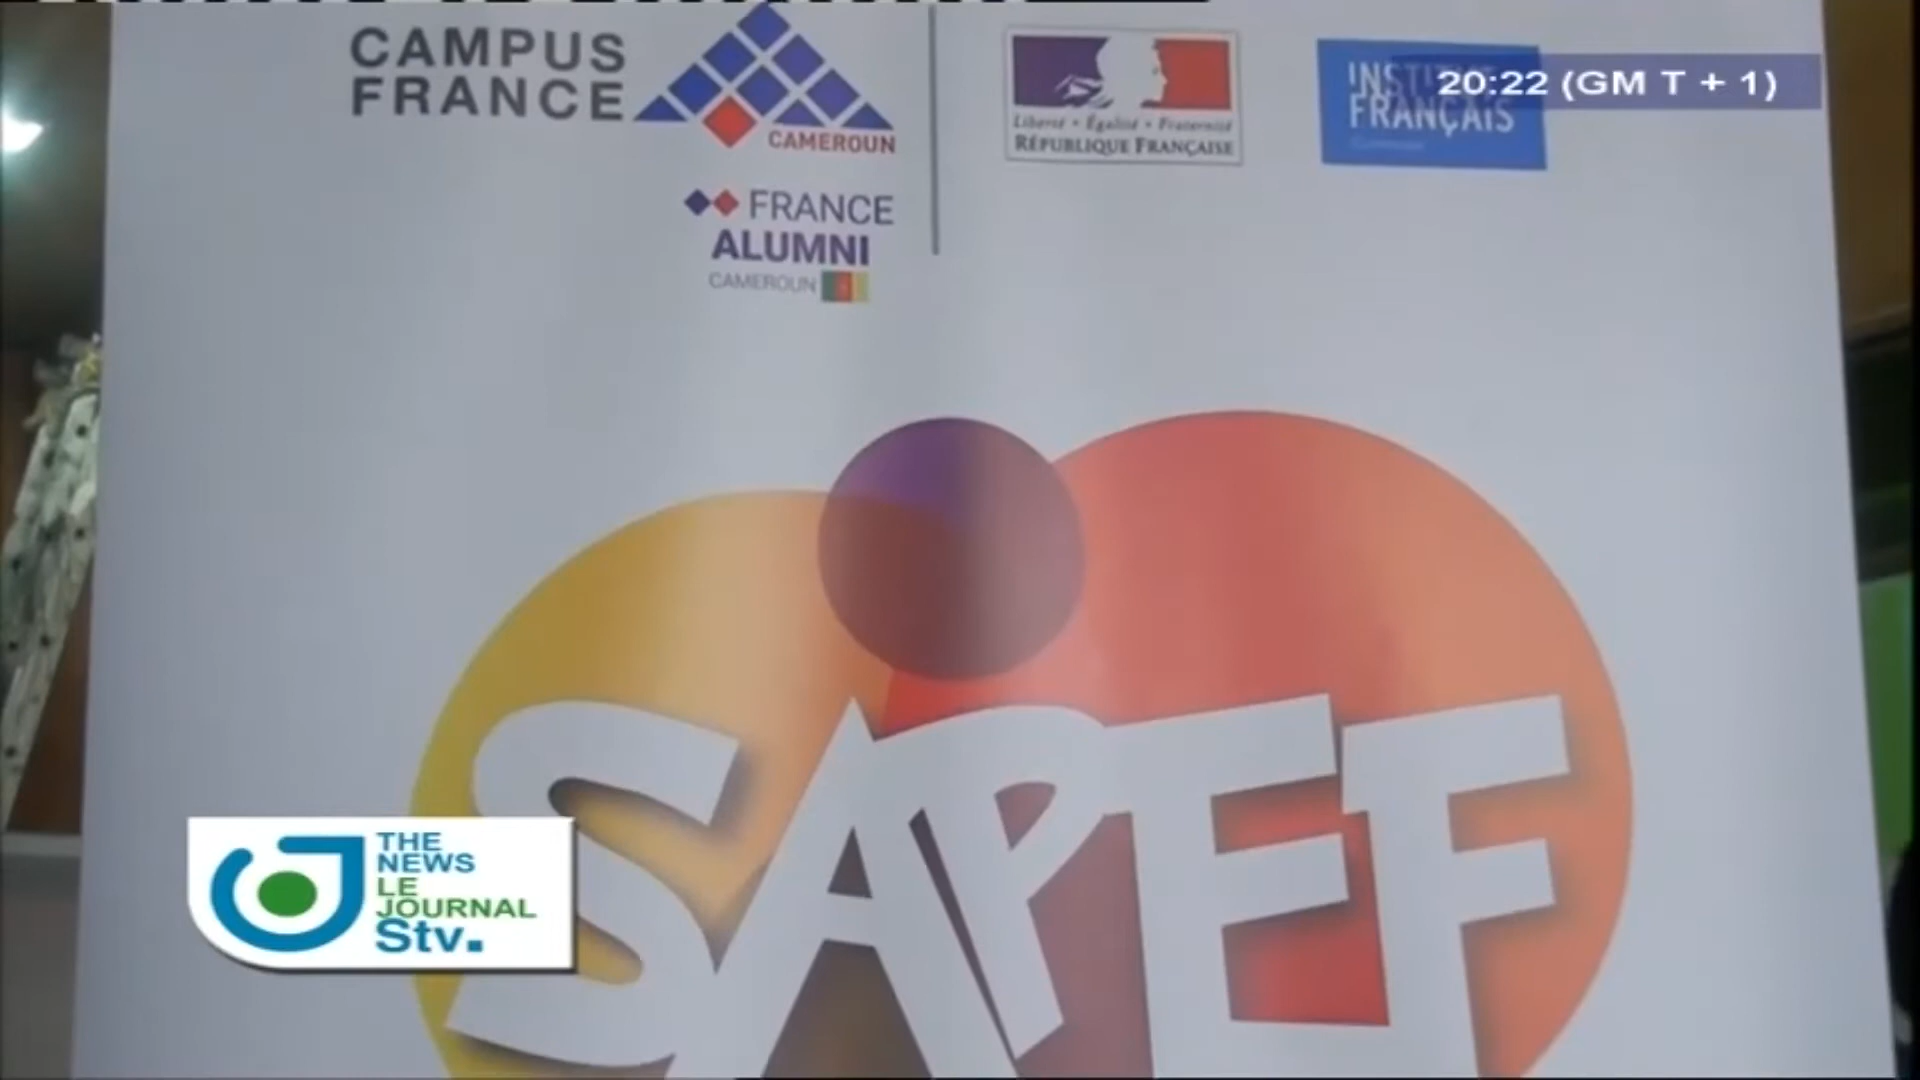 CAMPUS
FRANCE
CAMEROUN
FRANCE
ALUMNI
CAMEROUN
Liberté • Égalité • Fraternité
RÉPUBLIQUE FRANÇAISE
INSTITUT
FRANÇAIS
20:22 (GM T + 1)
SAPEF
THE
NEWS
LE
JOURNAL
Stv.